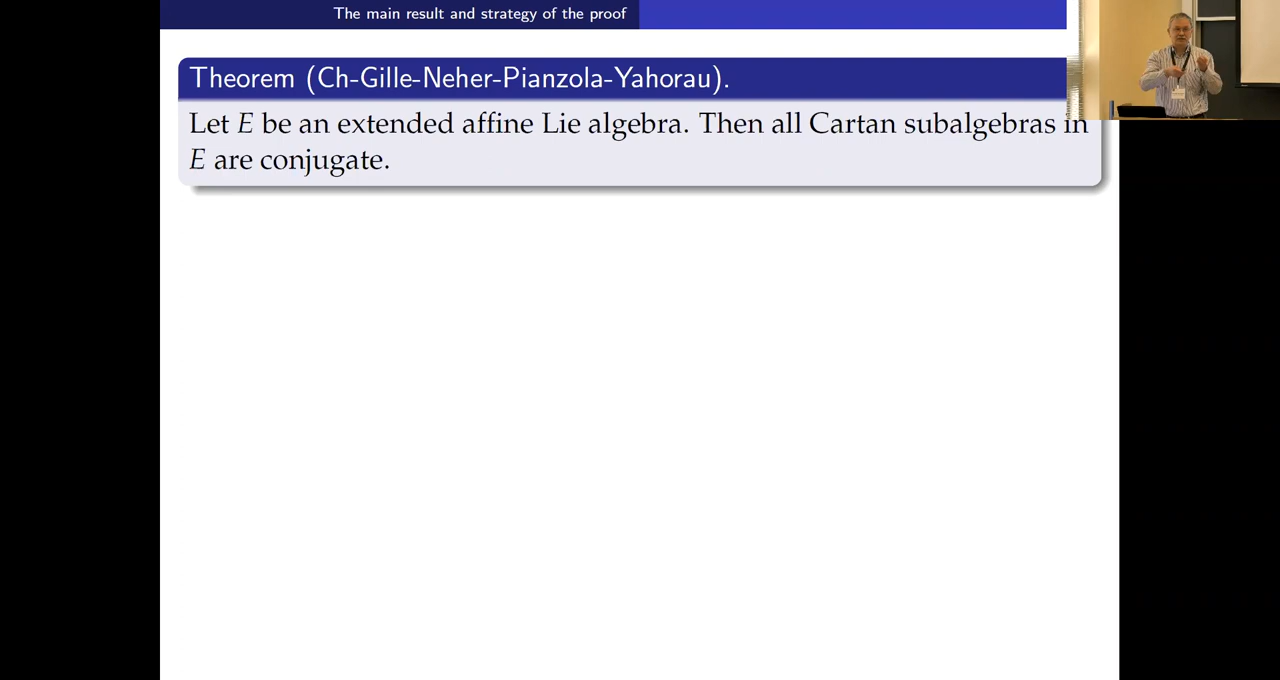 The main result and strategy of the proof
Theorem (Ch-Gille-Neher-Pianzola-Yahorau).
Let E be an extended affine Lie algebra. Then all Cartan subalgebras in
E are conjugate.